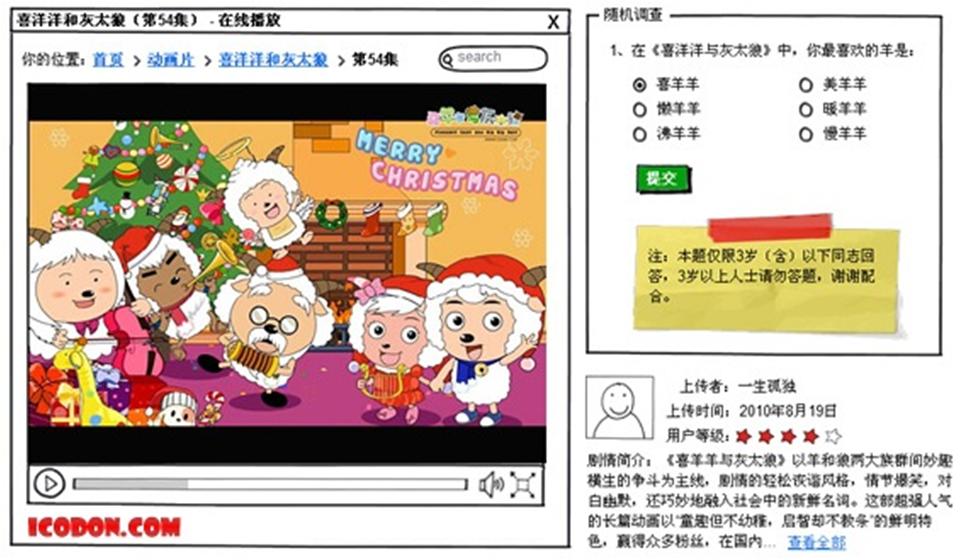 喜洋洋和灰太狼（第54集） - 在线播放 X
你的位置: 首页 > 动画片 > 喜洋洋和灰太狼 > 第54集
search
MERRY
CHRISTMAS
ICODON.COM
随机调查
1、在《喜洋洋与灰太狼》中，你最喜欢的羊是:
喜羊羊 美羊羊
懒羊羊 暖羊羊
沸羊羊 慢羊羊
提交
注: 本题仅限3岁（含）以下同志回
答，3岁以上人士请勿答题，谢谢配
合。
上传者: 一生孤独
上传时间: 2010年8月19日
用户等级:
剧情简介: 《喜羊羊与灰太狼》以羊和狼两大族群间妙趣
横生的争斗为主线，剧情的轻松诙谐风格，情节爆笑，对
白幽默，还巧妙地融入社会中的新鲜名词。这部超强人气
的长篇动画以“童趣但不幼稚，启智却不教条”的鲜明特
色，赢得众多粉丝，在国内... 查看全部